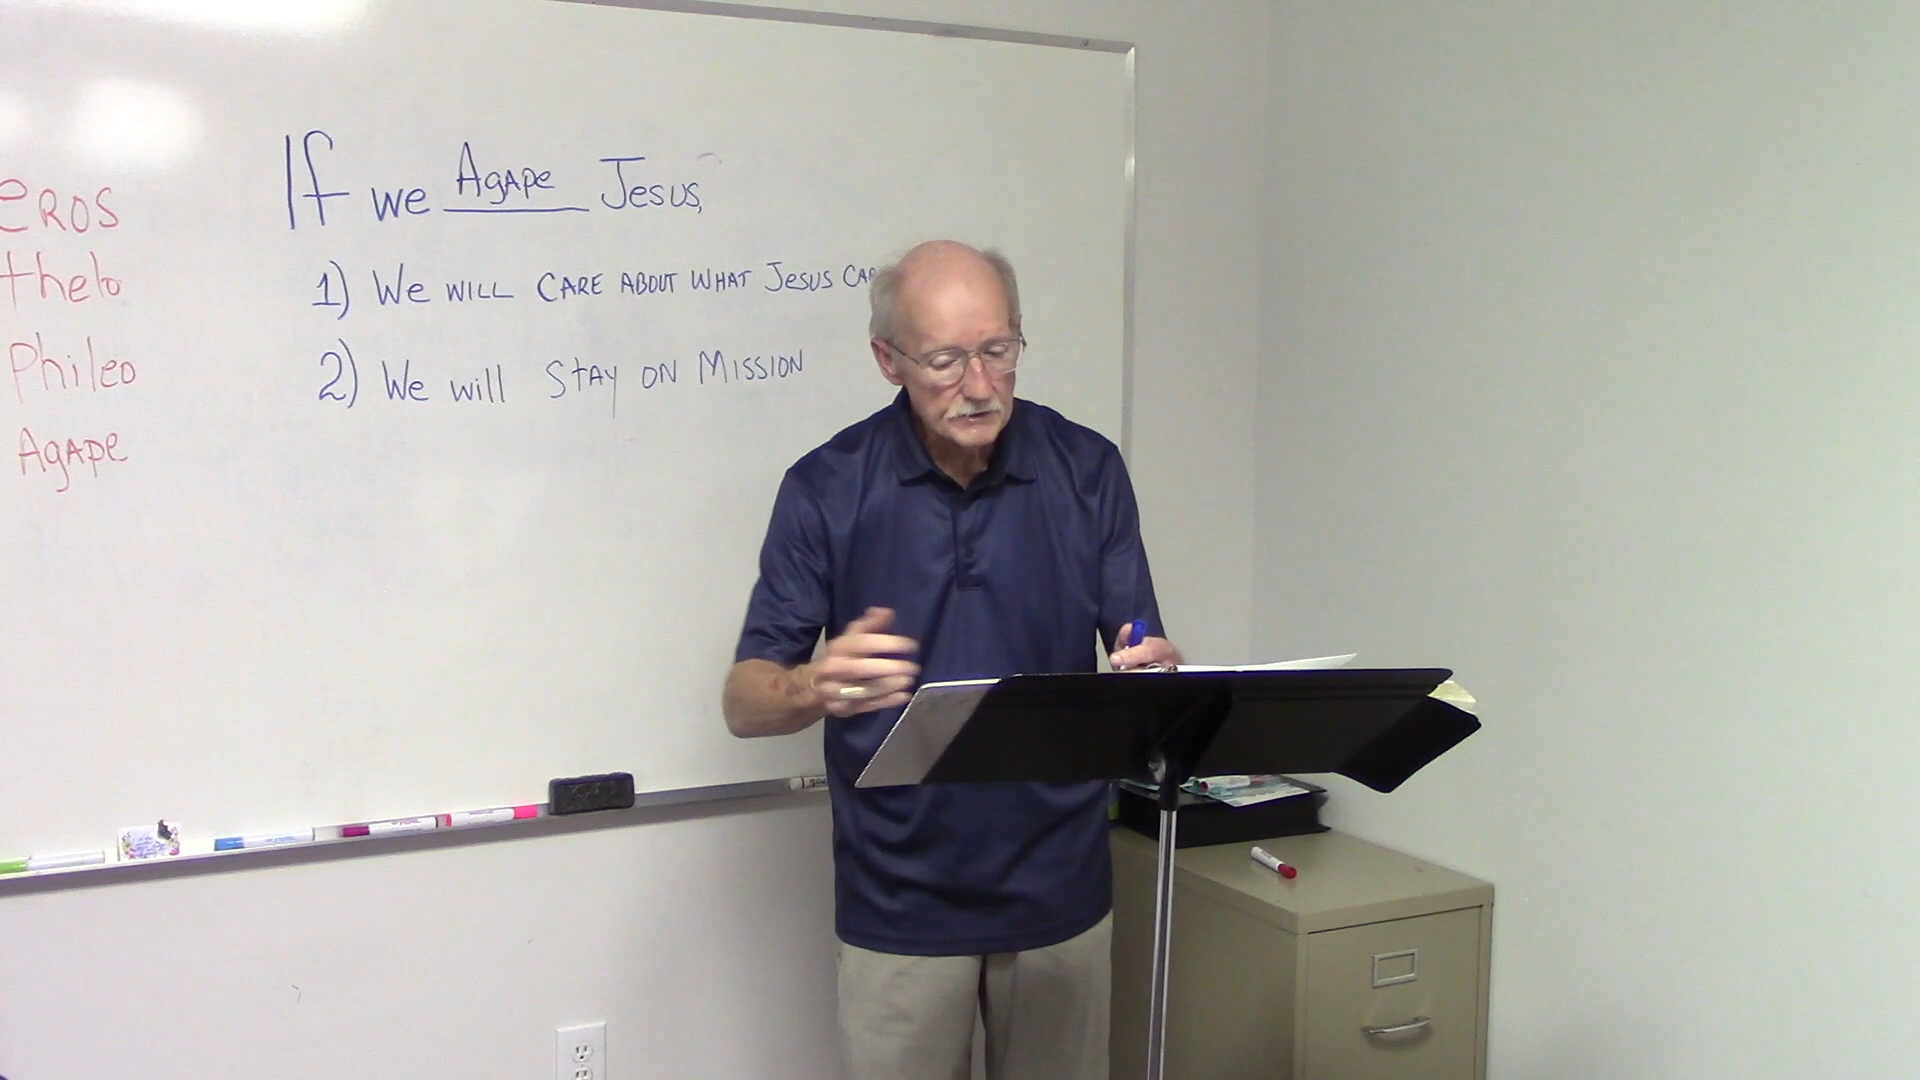 eros
thelo
Phileo
Agape
If we Agape Jesus,
1) We will care about what Jesus
2) We will stay on Mission